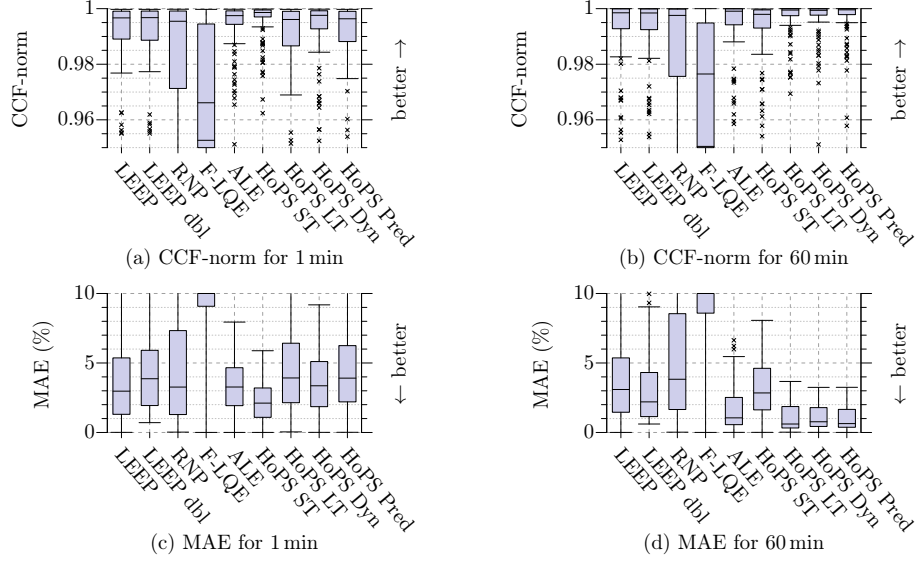 CCF-norm
1
0.98
0.96
better →
LEEP
LEEP dbl
RNP
F-LQE
ALE
HoPS ST
HoPS LT
HoPS Dyn
HoPS Pred
(a) CCF-norm for 1 min
CCF-norm
1
0.98
0.96
better →
LEEP
LEEP dbl
RNP
F-LQE
ALE
HoPS ST
HoPS LT
HoPS Dyn
HoPS Pred
(b) CCF-norm for 60 min
MAE (%)
10
5
0
← better
LEEP
LEEP dbl
RNP
F-LQE
ALE
HoPS ST
HoPS LT
HoPS Dyn
HoPS Pred
(c) MAE for 1 min
MAE (%)
10
5
0
← better
LEEP
LEEP dbl
RNP
F-LQE
ALE
HoPS ST
HoPS LT
HoPS Dyn
HoPS Pred
(d) MAE for 60 min